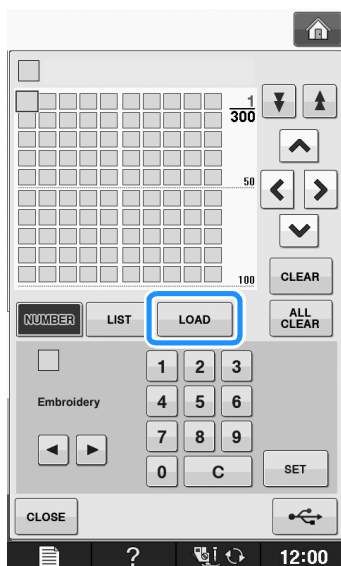 1
300
50
100
CLEAR
NUMBER LIST LOAD
ALL
CLEAR
1 2 3
Embroidery 4 5 6
7 8 9
0 C SET
CLOSE
? 12:00